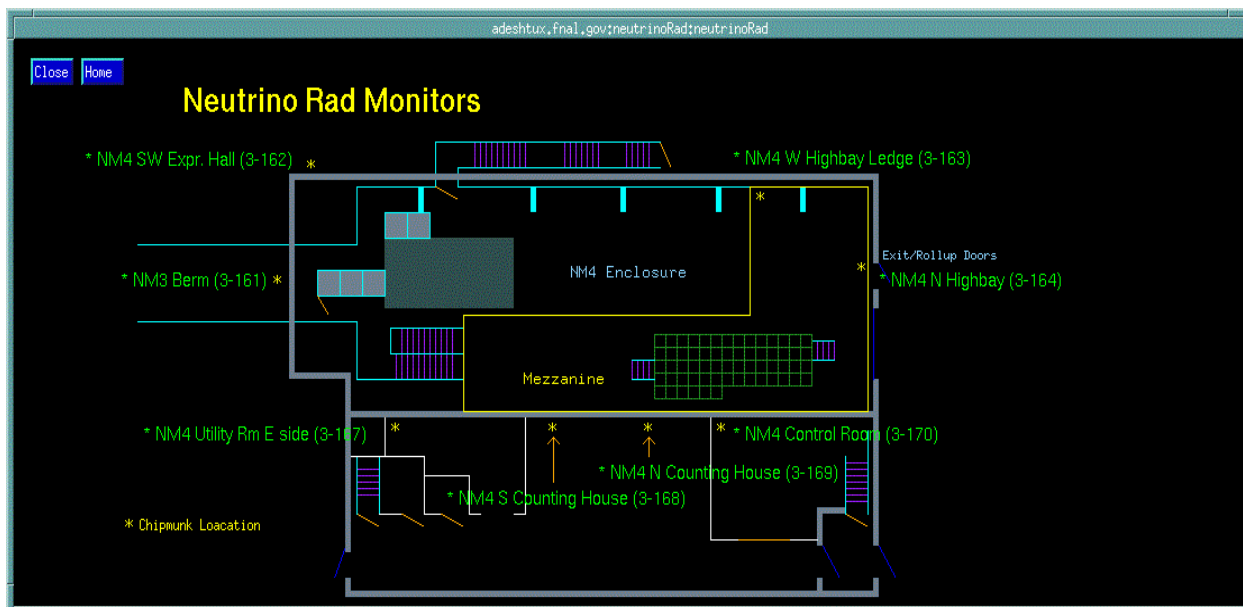 adeshtux.fnal.gov:neutrinoRad:neutrinoRad
Close Home
Neutrino Rad Monitors
* NM4 SW Expr. Hall (3-162) *
* NM4 W Highbay Ledge (3-163)
*
Exit/Rollup Doors
NM4 Enclosure
*
* NM3 Berm (3-161) *
* NM4 N Highbay (3-164)
Mezzanine
* NM4 Utility Rm E side (3-167) *
* * *
* NM4 Control Room (3-170)
* NM4 N Counting House (3-169)
* NM4 S Counting House (3-168)
* Chipmunk Loacation